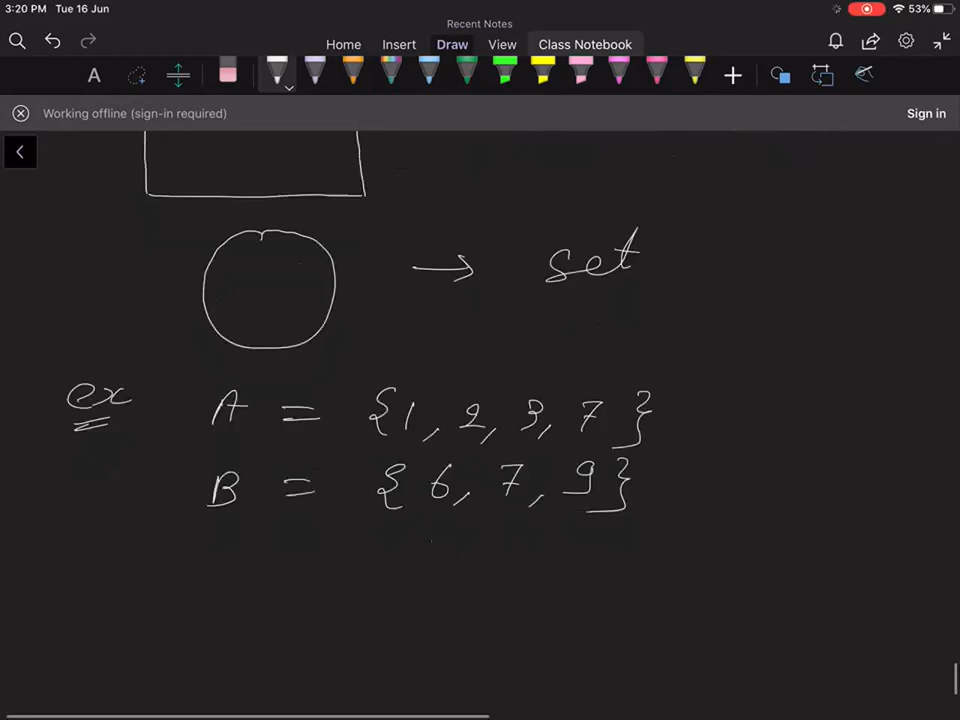 3:20 PM Tue 16 Jun
53%
Recent Notes
Home Insert Draw View Class Notebook
A
Working offline (sign-in required) Sign in
→ set
ex A = {1, 2, 3, 7}
B = {6, 7, 9}